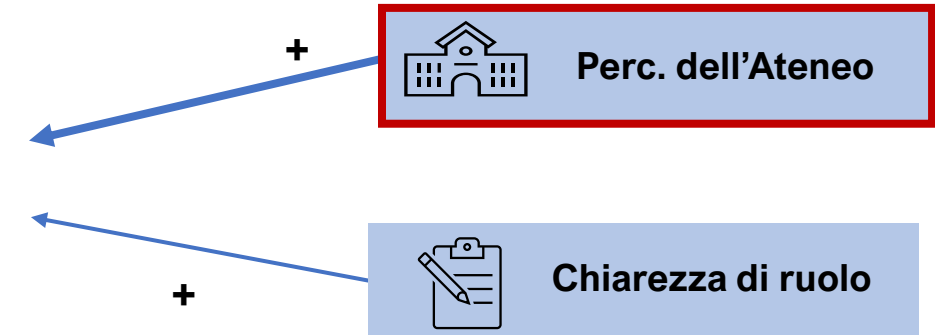 +
Perc. dell’Ateneo
Chiarezza di ruolo
+